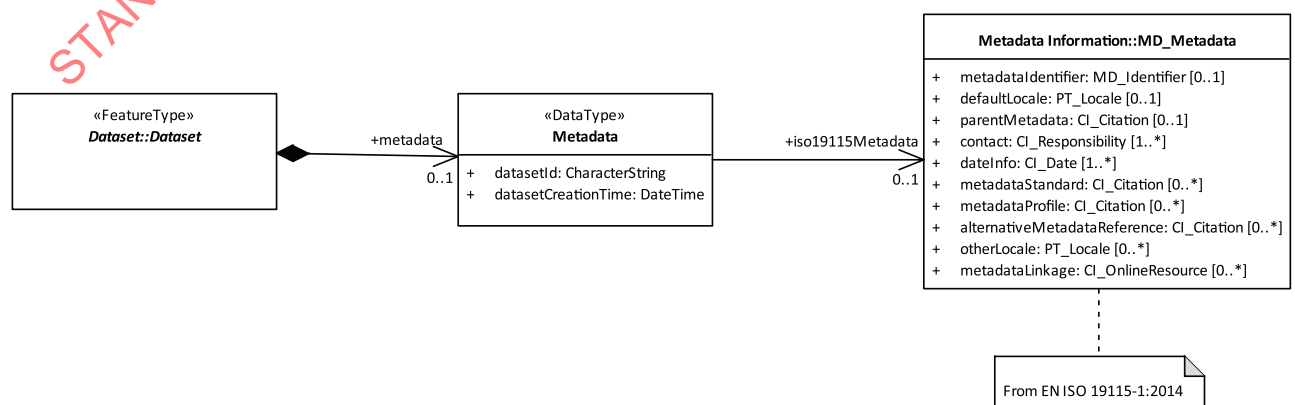 STAN
«FeatureType»
Dataset::Dataset
+metadata
0..1
«DataType»
Metadata
+ datasetId: CharacterString
+ datasetCreationTime: DateTime
+iso19115Metadata
0..1
Metadata Information::MD_Metadata
+ metadataIdentifier: MD_Identifier [0..1]
+ defaultLocale: PT_Locale [0..1]
+ parentMetadata: CI_Citation [0..1]
+ contact: CI_Responsibility [1..*]
+ dateInfo: CI_Date [1..*]
+ metadataStandard: CI_Citation [0..*]
+ metadataProfile: CI_Citation [0..*]
+ alternativeMetadataReference: CI_Citation [0..*]
+ otherLocale: PT_Locale [0..*]
+ metadataLinkage: CI_OnlineResource [0..*]
From EN ISO 19115-1:2014